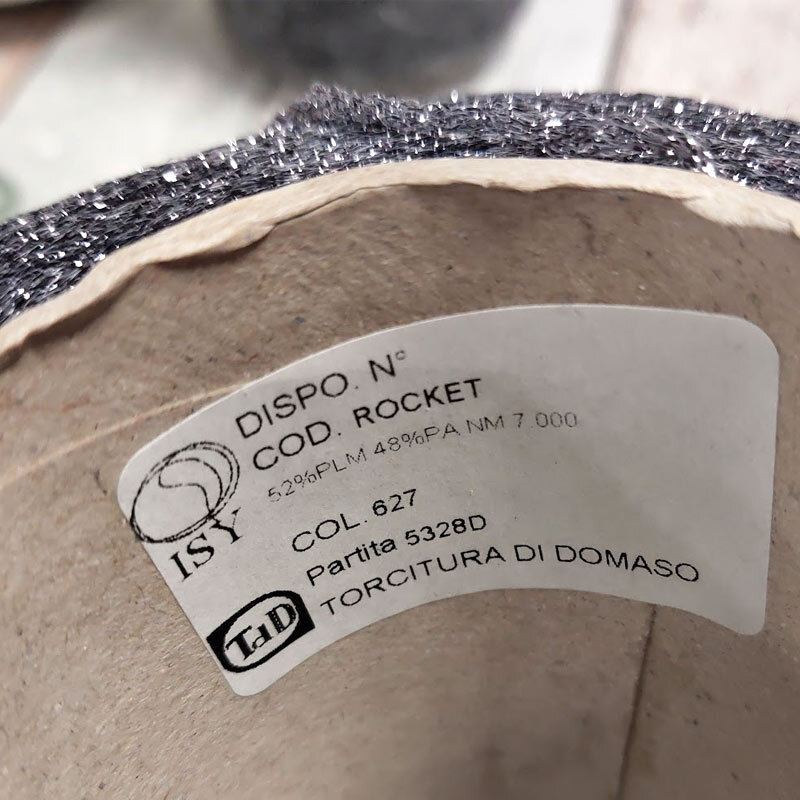 DISPO. N°
COD. ROCKET
52%PLM 48%PA NM 7.000
COL. 627
Partita 5328D
TORCITURA DI DOMASO
ISY
TdD